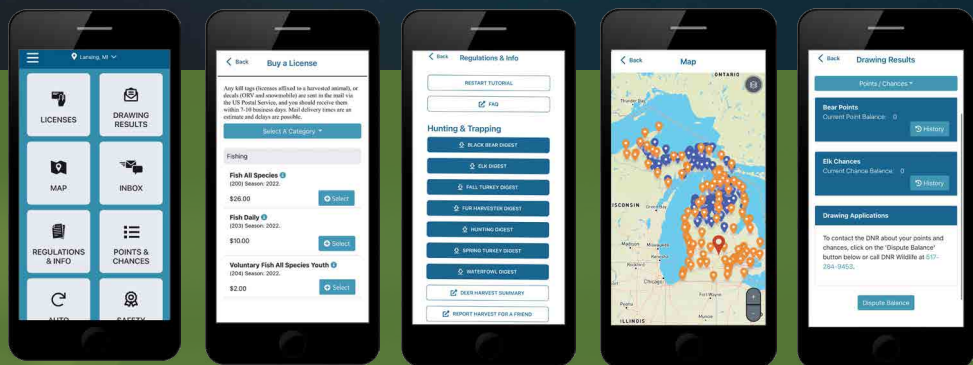 Lansing, MI
LICENSES
DRAWING
RESULTS
MAP
INBOX
REGULATIONS
& INFO
POINTS &
CHANCES
AUTO
SAFETY
Back
Buy a License
Any kill tags (licenses affixed to a harvested animal), or
decals (ORV and snowmobile) are sent in the mail via
the US Postal Service, and you should receive them
within 7-10 business days. Mail delivery times are an
estimate and delays are possible.
Select A Category
Fishing
Fish All Species
(200) Season: 2022.
$26.00
Select
Fish Daily
(203) Season: 2022.
$10.00
Select
Voluntary Fish All Species Youth
(204) Season: 2022.
$2.00
Select
Back
Regulations & Info
RESTART TUTORIAL
FAQ
Hunting & Trapping
BLACK BEAR DIGEST
ELK DIGEST
FALL TURKEY DIGEST
FUR HARVESTER DIGEST
HUNTING DIGEST
SPRING TURKEY DIGEST
WATERFOWL DIGEST
DEER HARVEST SUMMARY
REPORT HARVEST FOR A FRIEND
Back
Map
ONTARIO
Thunder Bay
ISCONSIN
Green Bay
Madison
Milwaukee
Kenosha
Rockford
Chicago
Fort Wayne
Peoria
Muncie
ILLINOIS
Back
Drawing Results
Points / Chances
Bear Points
Current Point Balance: 0
History
Elk Chances
Current Chance Balance: 0
History
Drawing Applications
To contact the DNR about your points and
chances, click on the 'Dispute Balance'
button below or call DNR Wildlife at 517-
284-9453.
Dispute Balance